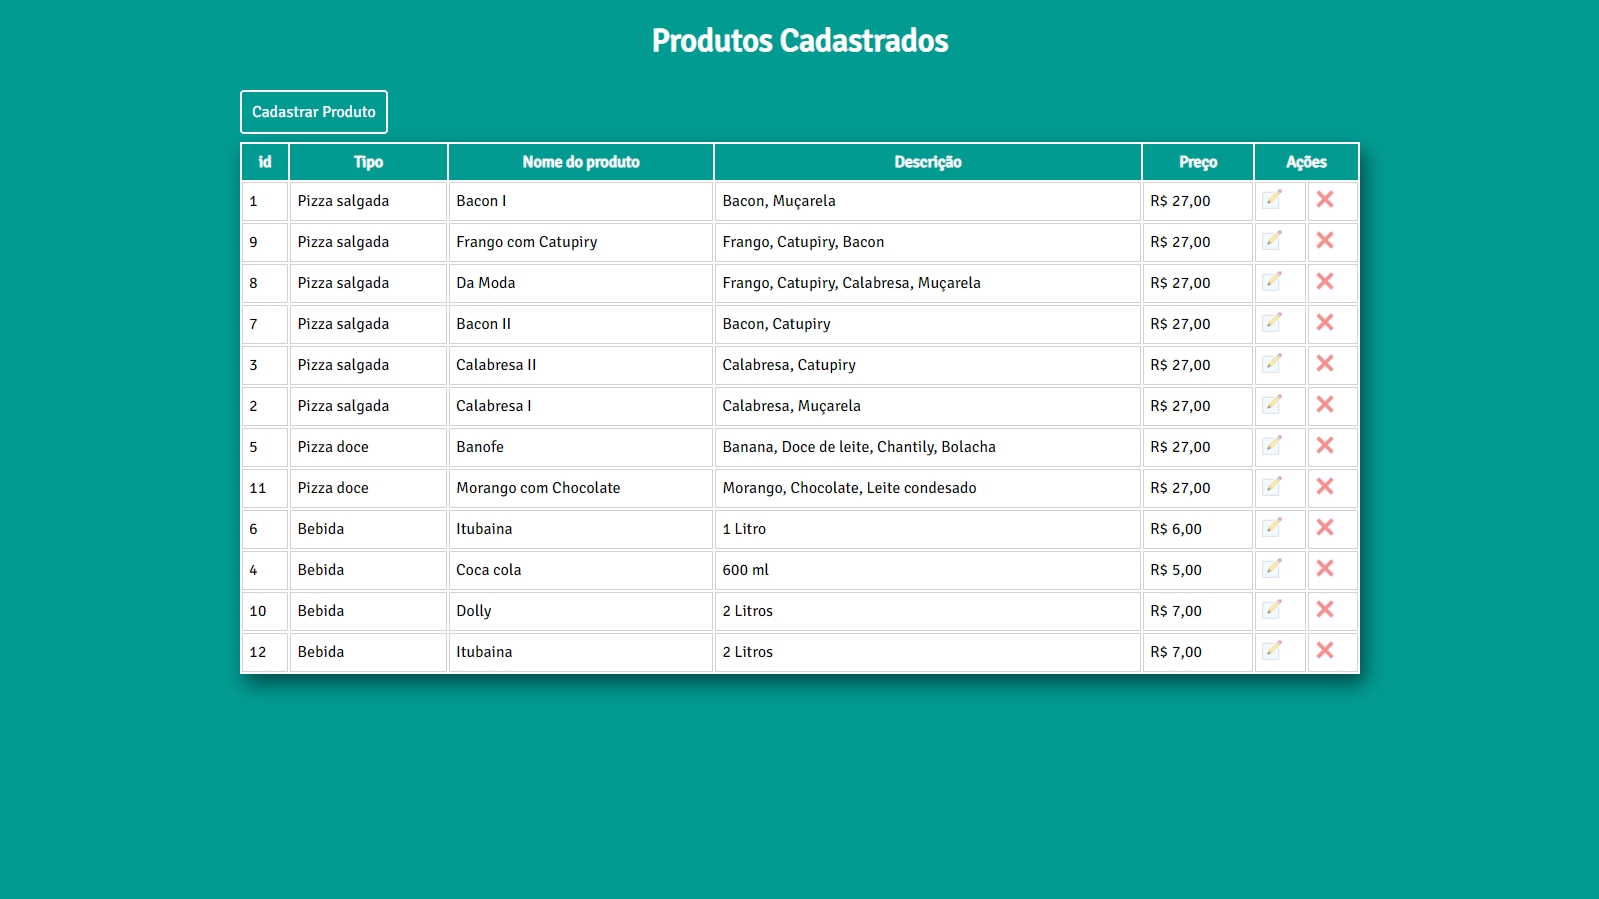 Produtos Cadastrados
Cadastrar Produto
id Tipo Nome do produto Descrição Preço Ações
1 Pizza salgada Bacon I Bacon, Muçarela R$ 27,00
9 Pizza salgada Frango com Catupiry Frango, Catupiry, Bacon R$ 27,00
8 Pizza salgada Da Moda Frango, Catupiry, Calabresa, Muçarela R$ 27,00
7 Pizza salgada Bacon II Bacon, Catupiry R$ 27,00
3 Pizza salgada Calabresa II Calabresa, Catupiry R$ 27,00
2 Pizza salgada Calabresa I Calabresa, Muçarela R$ 27,00
5 Pizza doce Banofe Banana, Doce de leite, Chantily, Bolacha R$ 27,00
11 Pizza doce Morango com Chocolate Morango, Chocolate, Leite condesado R$ 27,00
6 Bebida Itubaina 1 Litro R$ 6,00
4 Bebida Coca cola 600 ml R$ 5,00
10 Bebida Dolly 2 Litros R$ 7,00
12 Bebida Itubaina 2 Litros R$ 7,00